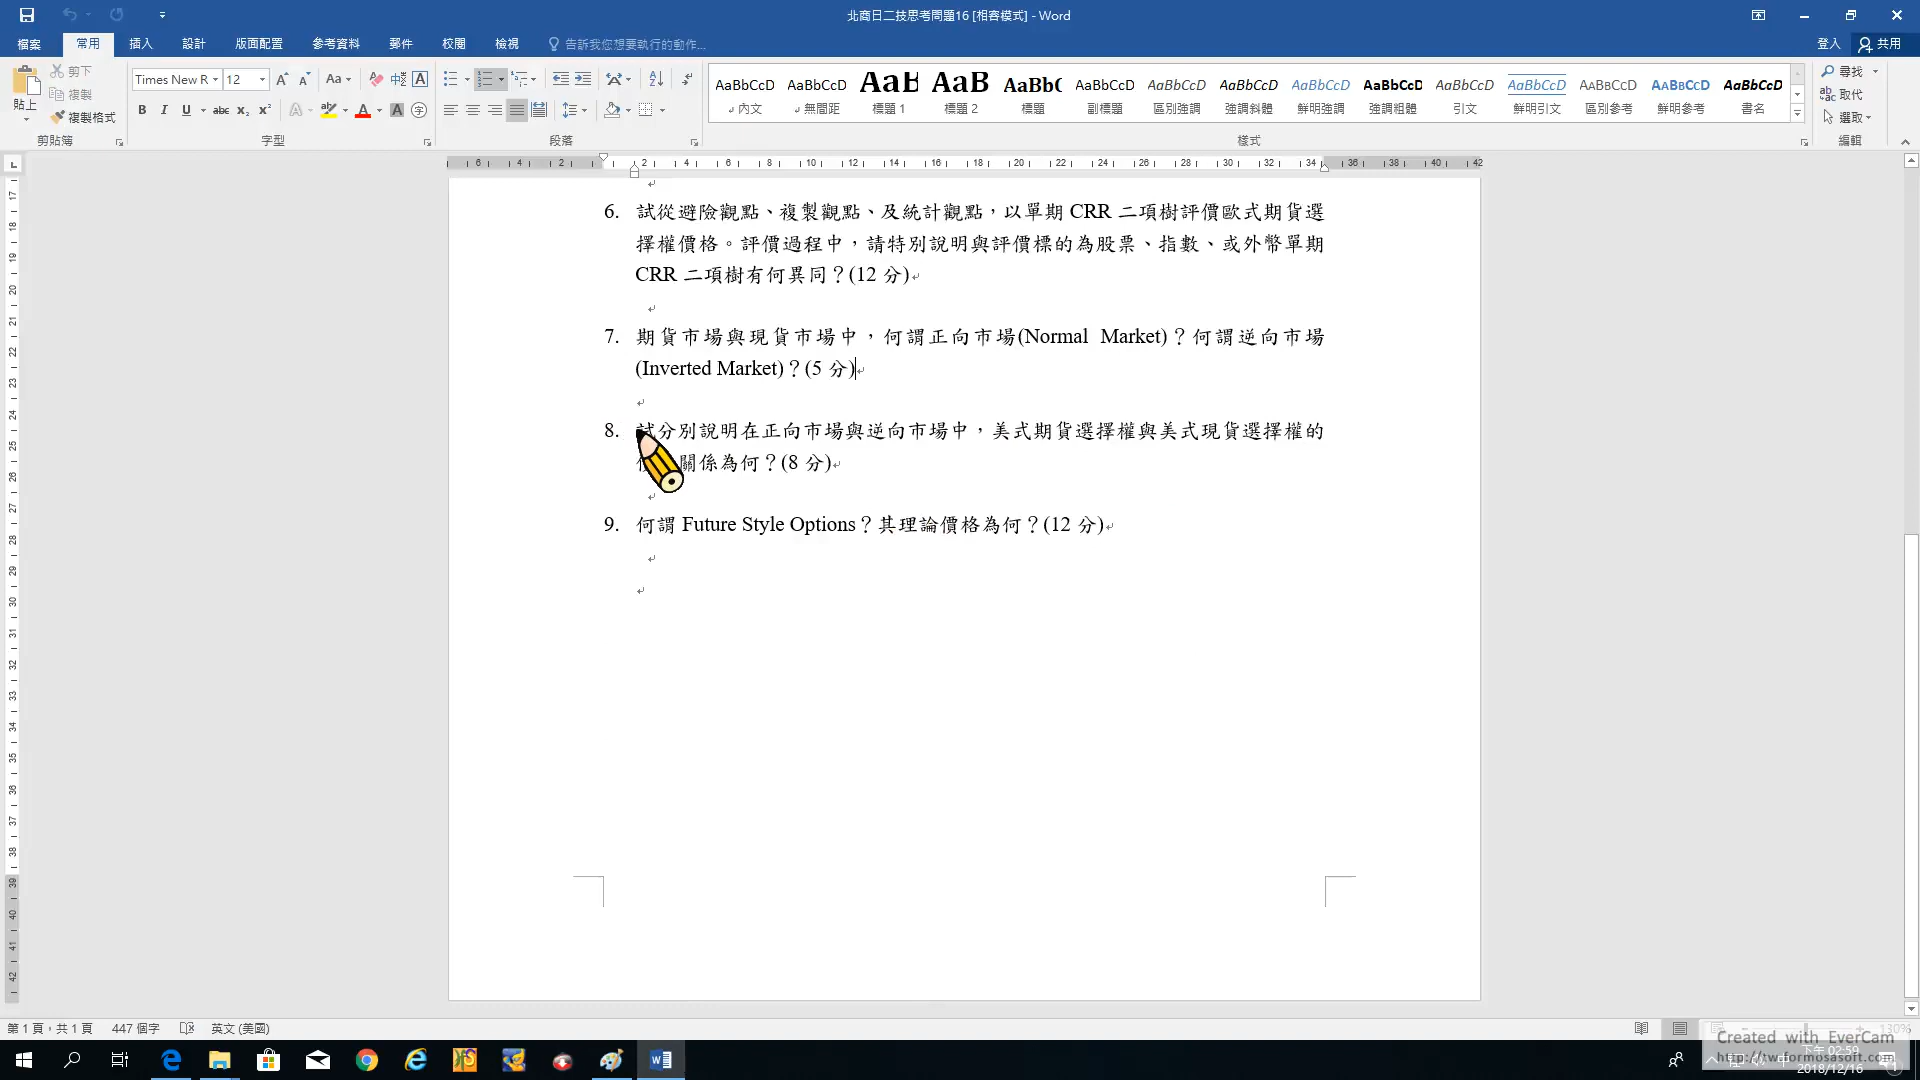 北商日二技思考問題16 [相容模式] - Word
檔案 常用 插入 設計 版面配置 參考資料 郵件 校閱 檢視 告訴我您想要執行的動作... 登入 共用
貼上 剪下 複製 複製格式
Times New R 12
AaBbCcD AaBbCcD AaB AaB AaBbC AaBbCcD AaBbCcD AaBbCcD AaBbCcD AaBbCcD AaBbCcD AaBbCcD AABBCCD AABBCCD AaBbCcD
內文 無間距 標題 1 標題 2 標題 副標題 區別強調 強調斜體 鮮明強調 強調粗體 引文 鮮明引文 區別參考 鮮明參考 書名
尋找 取代 選取
剪貼簿 字型 段落 樣式 編輯
6. 試從避險觀點、複製觀點、及統計觀點，以單期 CRR 二項樹評價歐式期貨選
擇權價格。評價過程中，請特別說明與評價標的為股票、指數、或外幣單期
CRR 二項樹有何異同？(12 分)
7. 期貨市場與現貨市場中，何謂正向市場(Normal Market)？何謂逆向市場
(Inverted Market)？(5 分)
8. 試分別說明在正向市場與逆向市場中，美式期貨選擇權與美式現貨選擇權的
關係為何？(8 分)
9. 何謂 Future Style Options？其理論價格為何？(12 分)
第 1 頁，共 1 頁 447 個字 英文 (美國) 130%
Created with EverCam
http://tw.formosasoft.com
下午 02:59
2018/12/16